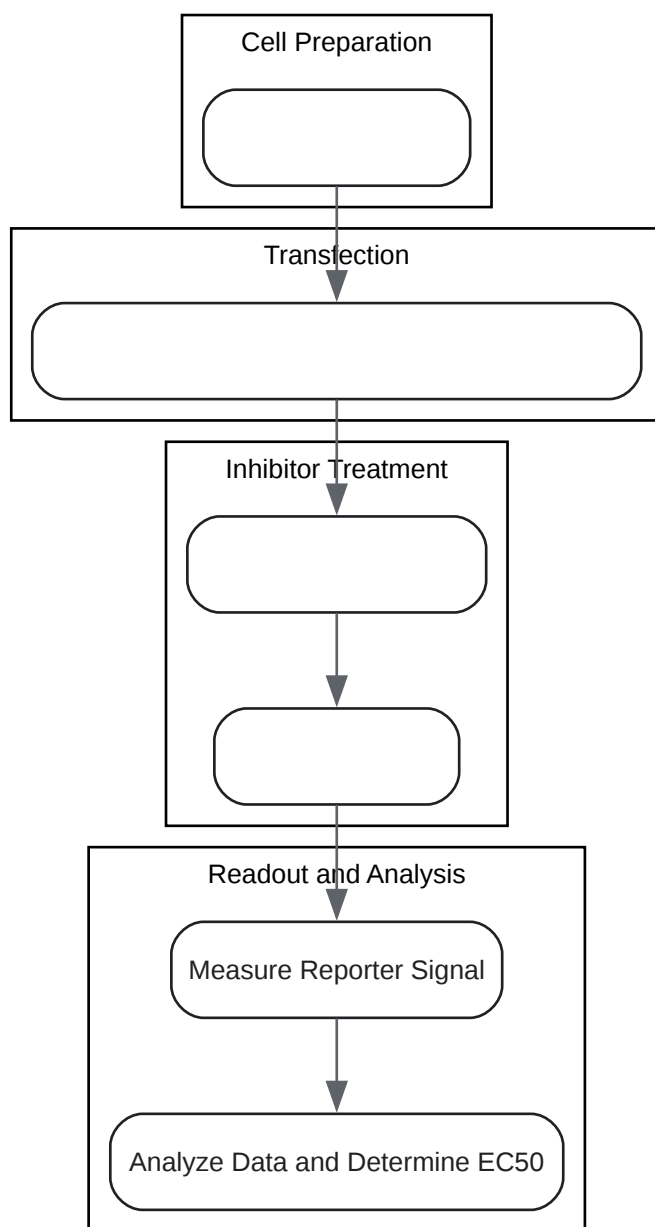 Cell Preparation
Transfection
Inhibitor Treatment
Readout and Analysis
Measure Reporter Signal
Analyze Data and Determine EC50